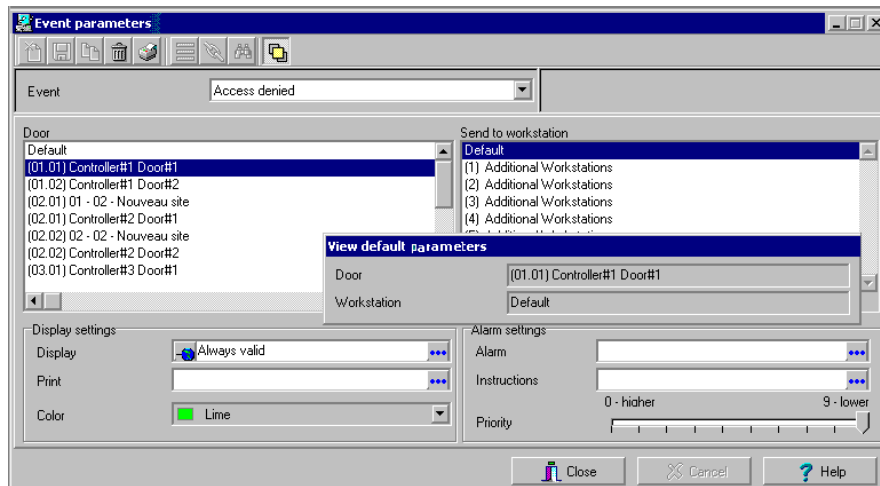 Event parameters
Event
Access denied
Door
Default
(01.01) Controller#1 Door#1
(01.02) Controller#1 Door#2
(02.01) 01 - 02 - Nouveau site
(02.01) Controller#2 Door#1
(02.02) 02 - 02 - Nouveau site
(02.02) Controller#2 Door#2
(03.01) Controller#3 Door#1
Send to workstation
Default
(1) Additional Workstations
(2) Additional Workstations
(3) Additional Workstations
(4) Additional Workstations
View default parameters
Door
(01.01) Controller#1 Door#1
Workstation
Default
Display settings
Display
Always valid
Print
Color
Lime
Alarm settings
Alarm
Instructions
0 - higher
9 - lower
Priority
Close
Cancel
Help